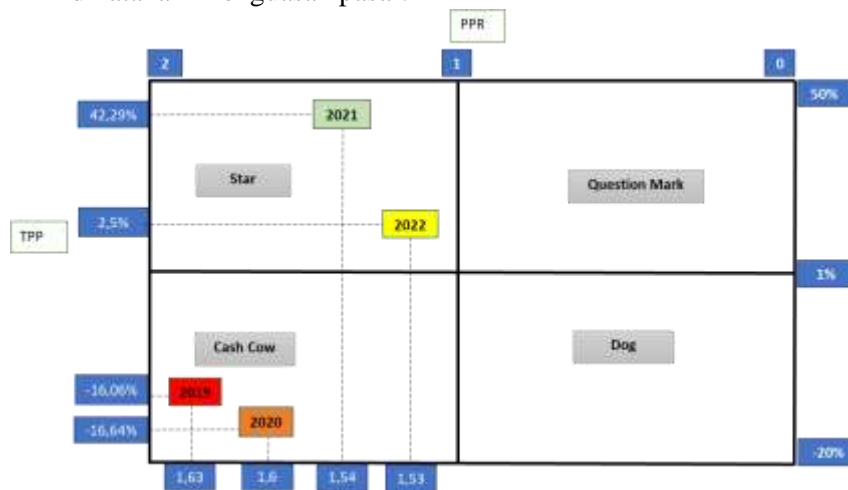 PPR
2 1 0
50%
42,29% 2021
Star Question Mark
2,5% 2022
TPP
1%
Cash Cow Dog
-16,06% 2019
-16,64% 2020
-20%
1,63 1,6 1,54 1,53